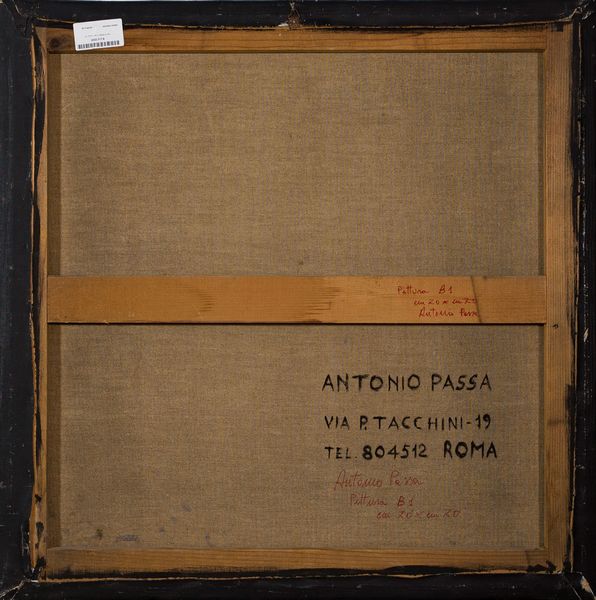 Pittura B1
cm 20 x cm 20
Antonio Passa
ANTONIO PASSA
VIA P. TACCHINI-19
TEL. 804512 ROMA
Antonio Passa
Pittura B1
cm 20 x cm 20